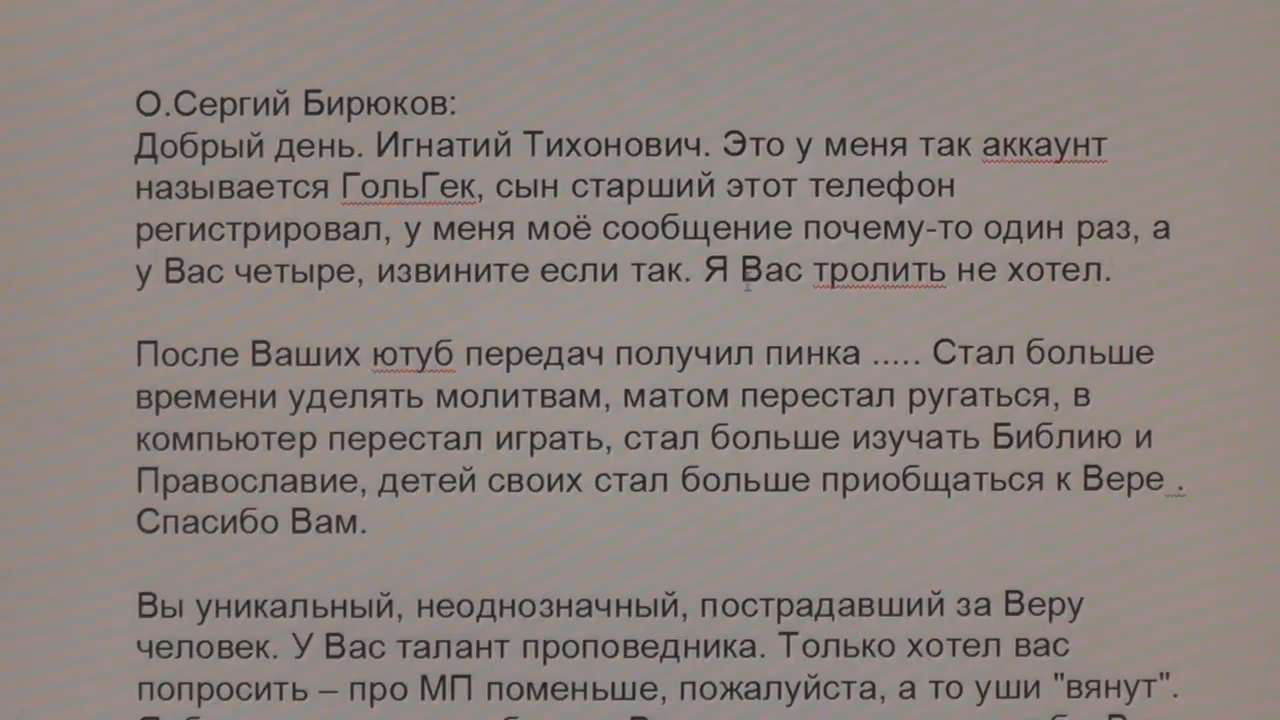 О.Сергий Бирюков:
Добрый день. Игнатий Тихонович. Это у меня так аккаунт
называется ГольГек, сын старший этот телефон
регистрировал, у меня моё сообщение почему-то один раз, а
у Вас четыре, извините если так. Я Вас тролить не хотел.
После Ваших ютуб передач получил пинка ..... Стал больше
времени уделять молитвам, матом перестал ругаться, в
компьютер перестал играть, стал больше изучать Библию и
Православие, детей своих стал больше приобщаться к Вере .
Спасибо Вам.
Вы уникальный, неоднозначный, пострадавший за Веру
человек. У Вас талант проповедника. Только хотел вас
попросить – про МП поменьше, пожалуйста, а то уши "вянут".